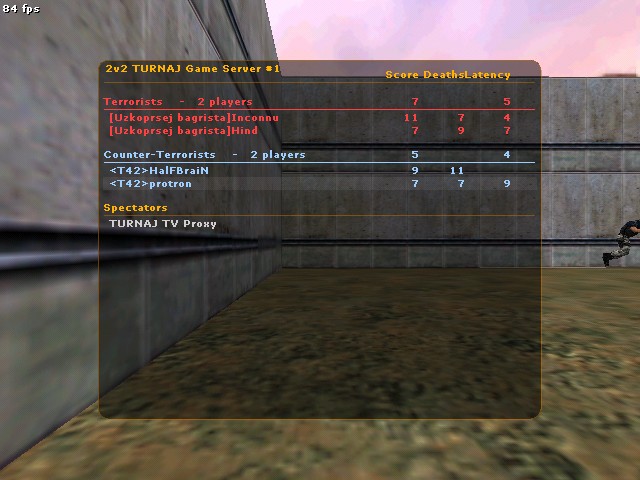 84 fps
2v2 TURNAJ Game Server #1
Score Deaths Latency
Terrorists - 2 players 7 5
[Uzkoprsej bagrista]Inconnu 11 7 4
[Uzkoprsej bagrista]Hind 7 9 7
Counter-Terrorists - 2 players 5 4
<T42>HalFBraiN 9 11
<T42>protron 7 7 9
Spectators
TURNAJ TV Proxy